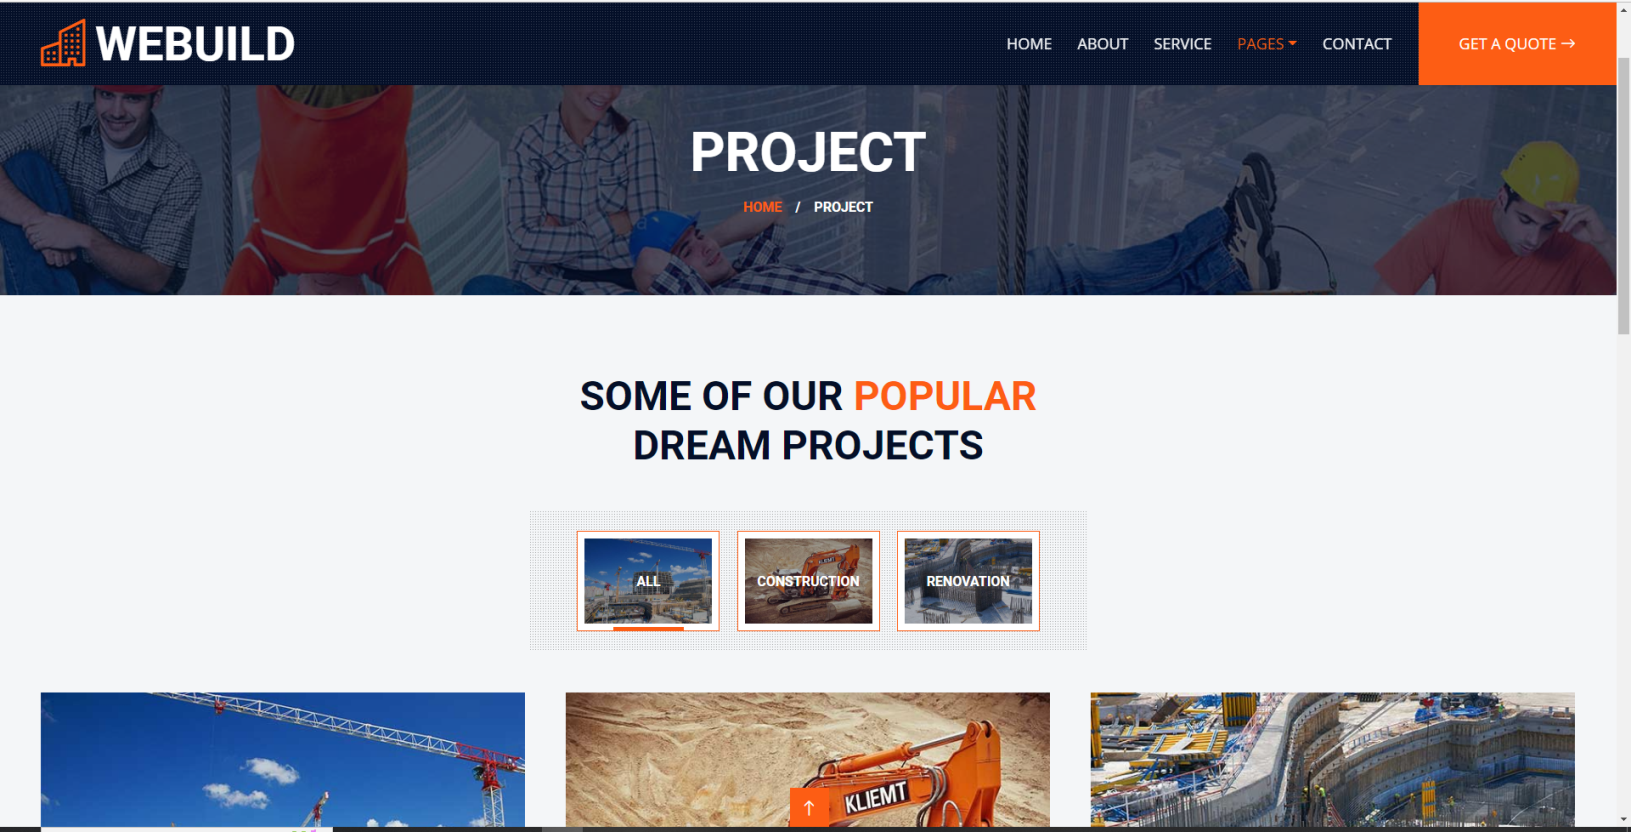 WEBUILD
HOME ABOUT SERVICE PAGES CONTACT GET A QUOTE →
PROJECT
HOME / PROJECT
SOME OF OUR POPULAR
DREAM PROJECTS
ALL CONSTRUCTION RENOVATION
KLIEMT